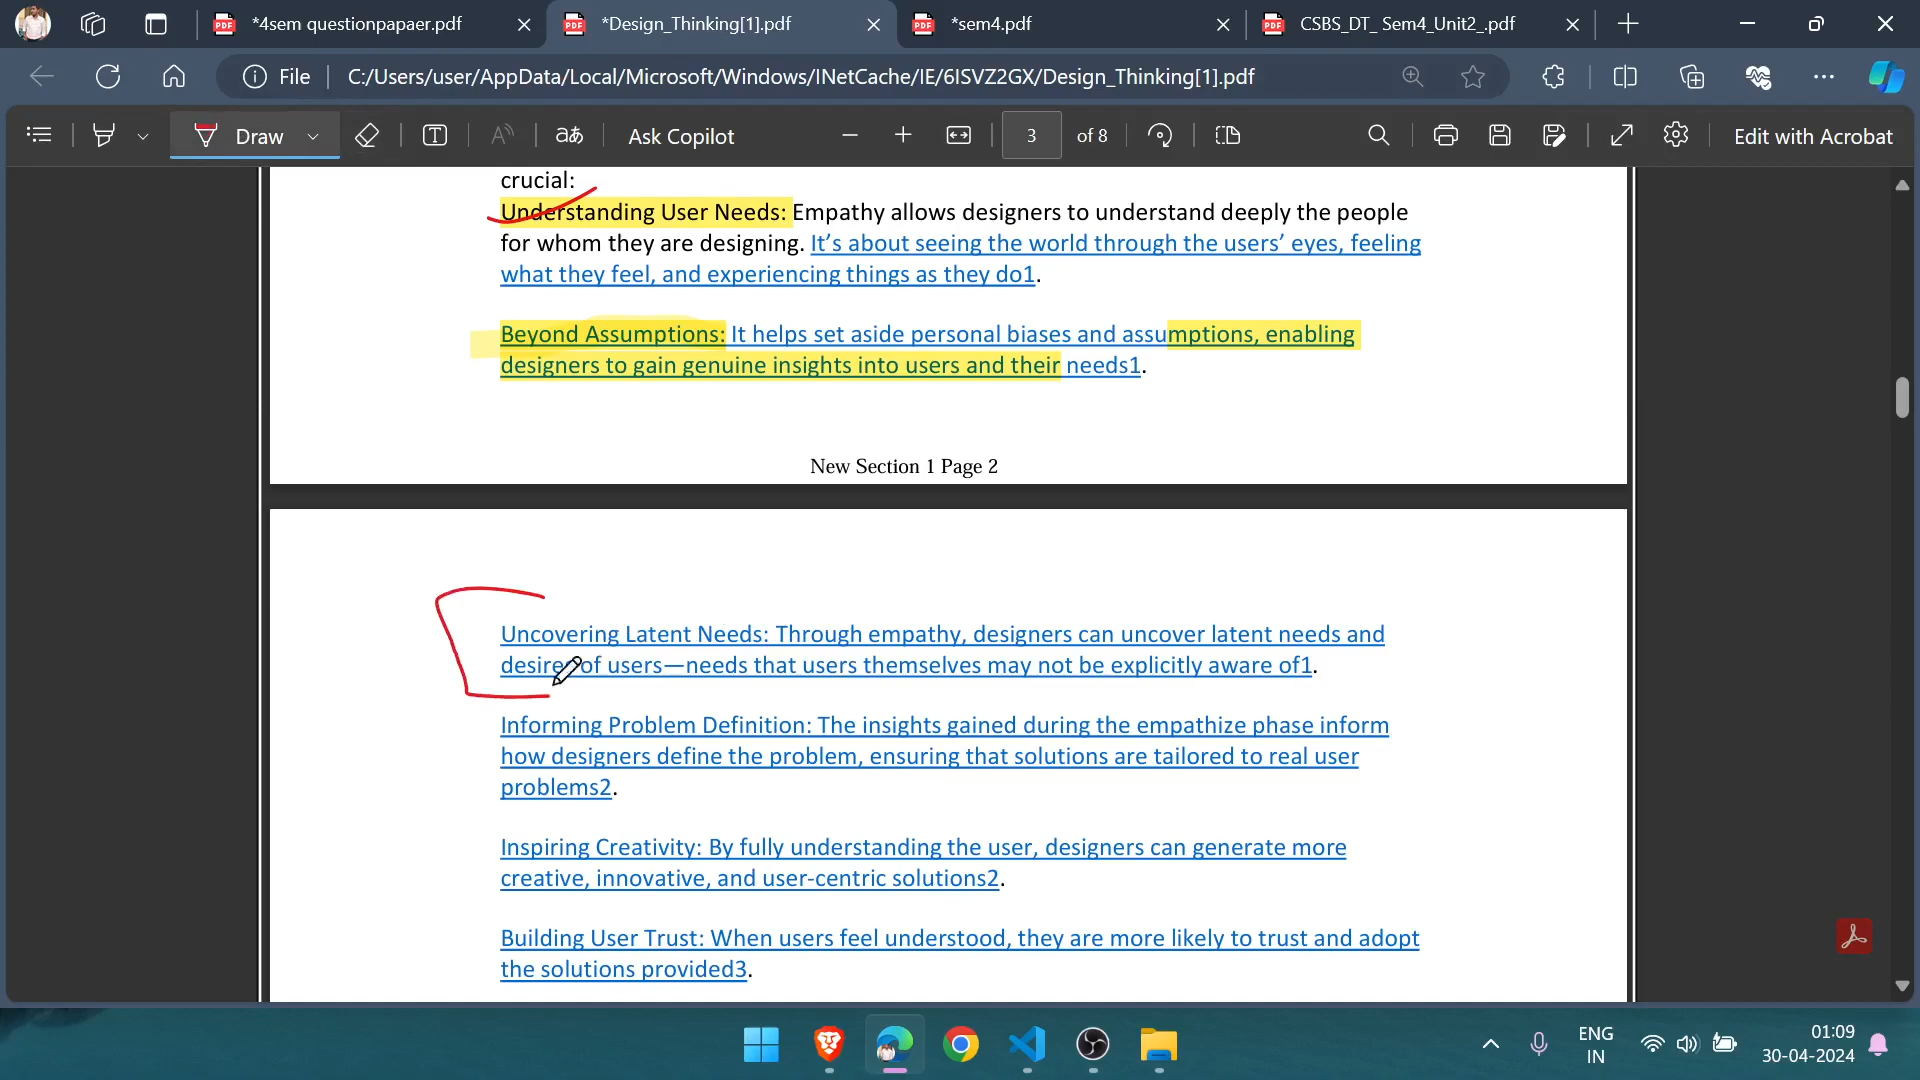 *4sem questionpapaer.pdf
*Design_Thinking[1].pdf
*sem4.pdf
CSBS_DT_ Sem4_Unit2_.pdf
File
C:/Users/user/AppData/Local/Microsoft/Windows/INetCache/IE/6ISVZ2GX/Design_Thinking[1].pdf
Draw
aあ
Ask Copilot
3
of 8
Edit with Acrobat
crucial:
Understanding User Needs: Empathy allows designers to understand deeply the people
for whom they are designing. It’s about seeing the world through the users’ eyes, feeling
what they feel, and experiencing things as they do1.
Beyond Assumptions: It helps set aside personal biases and assumptions, enabling
designers to gain genuine insights into users and their needs1.
New Section 1 Page 2
Uncovering Latent Needs: Through empathy, designers can uncover latent needs and
desires of users—needs that users themselves may not be explicitly aware of1.
Informing Problem Definition: The insights gained during the empathize phase inform
how designers define the problem, ensuring that solutions are tailored to real user
problems2.
Inspiring Creativity: By fully understanding the user, designers can generate more
creative, innovative, and user-centric solutions2.
Building User Trust: When users feel understood, they are more likely to trust and adopt
the solutions provided3.
ENG
IN
01:09
30-04-2024